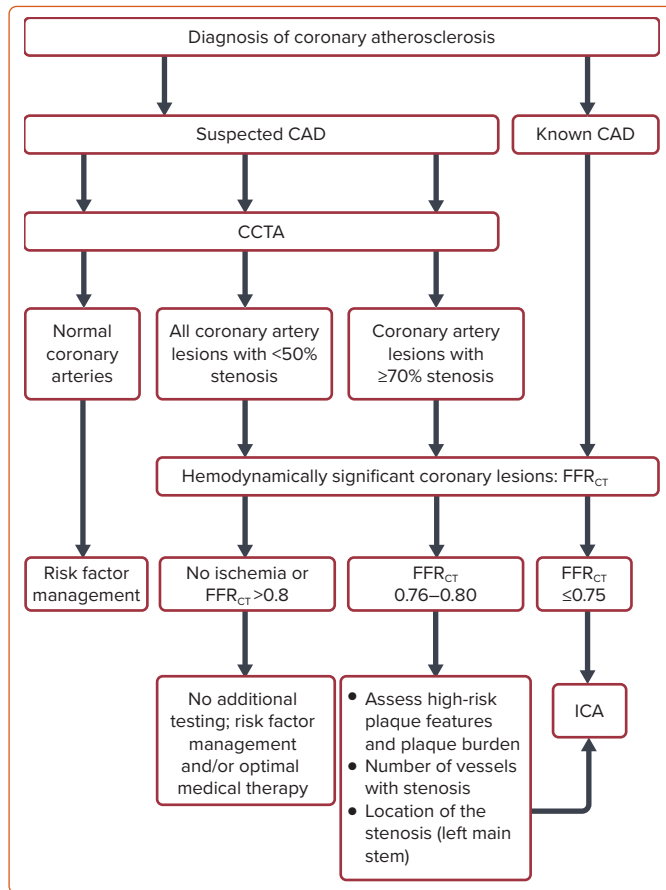 Diagnosis of coronary atherosclerosis
Suspected CAD
Known CAD
CCTA
Normal
coronary
arteries
All coronary artery
lesions with <50%
stenosis
Coronary artery
lesions with
≥70% stenosis
Hemodynamically significant coronary lesions: FFRCT
Risk factor
management
No ischemia or
FFRCT >0.8
FFRCT
0.76–0.80
FFRCT
≤0.75
No additional
testing; risk factor
management
and/or optimal
medical therapy
• Assess high-risk
plaque features
and plaque burden
• Number of vessels
with stenosis
• Location of the
stenosis (left main
stem)
ICA